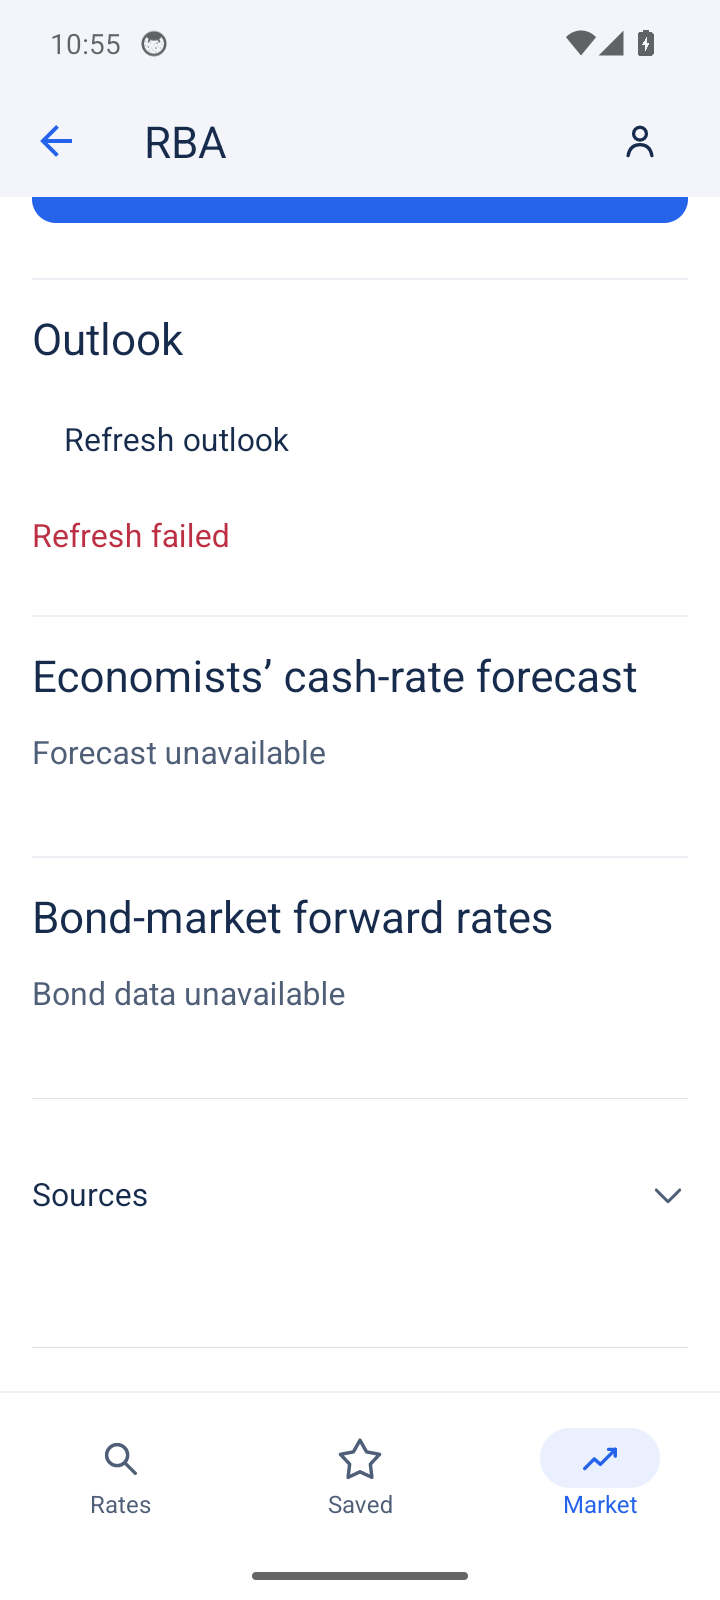 10:55
RBA
Outlook
Refresh outlook
Refresh failed
Economists’ cash-rate forecast
Forecast unavailable
Bond-market forward rates
Bond data unavailable
Sources
Rates
Saved
Market